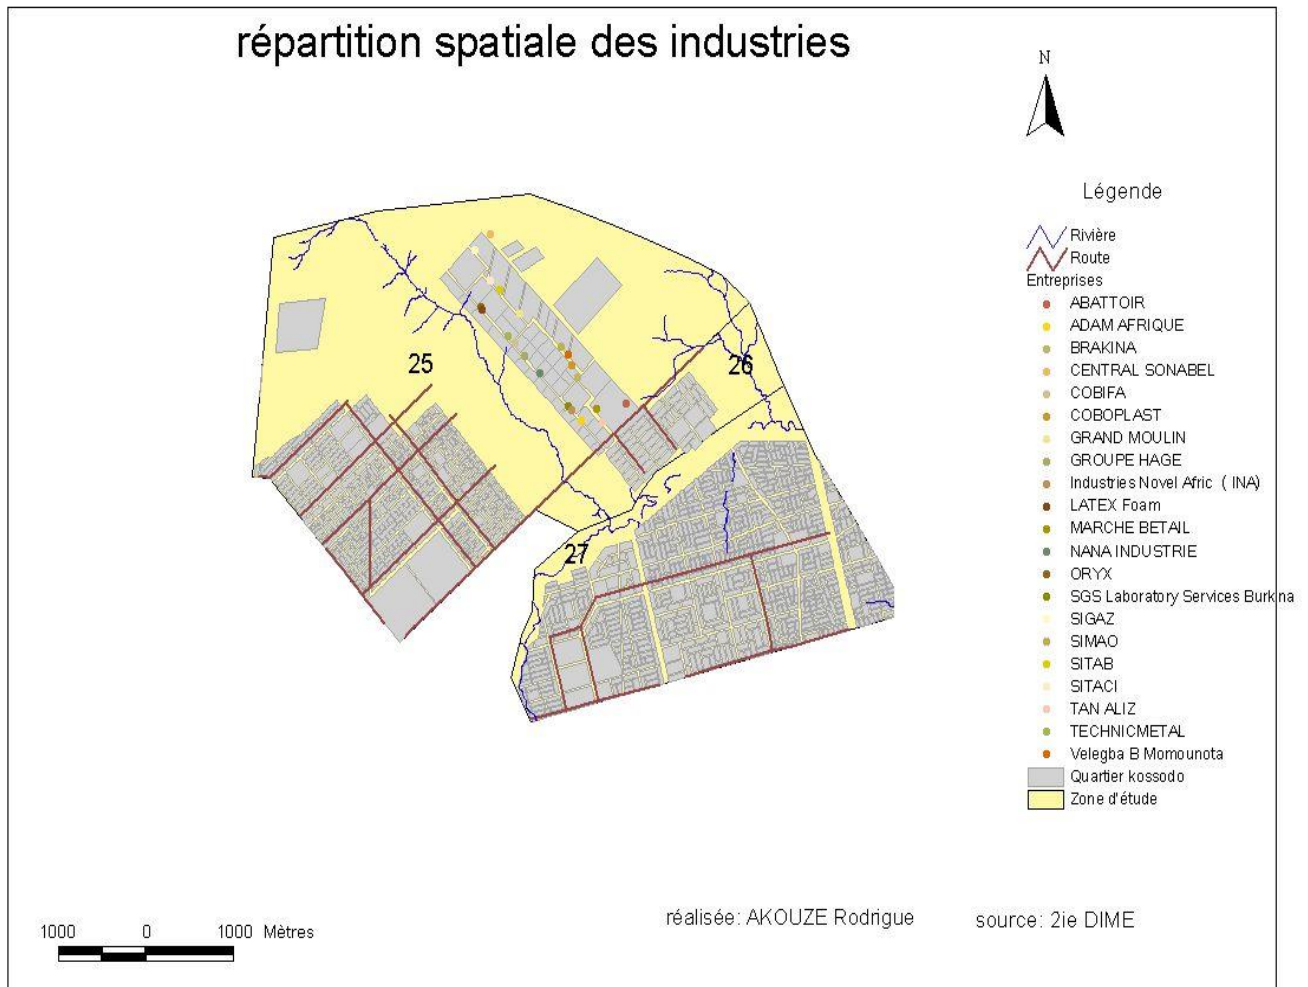 répartition spatiale des industries
N
Légende
Rivière
Route
Entreprises
ABATTOIR
ADAM AFRIQUE
BRAKINA
CENTRAL SONABEL
COBIFA
COBOPLAST
GRAND MOULIN
GROUPE HAGE
Industries Novel Afric ( INA)
LATEX Foam
MARCHE BETAIL
NANA INDUSTRIE
ORYX
SGS Laboratory Services Burkina
SIGAZ
SIMAO
SITAB
SITACI
TAN ALIZ
TECHNICMETAL
Velegba B Momounota
Quartier kossodo
Zone d'étude
25
26
27
réalisée: AKOUZE Rodrigue
source: 2ie DIME
1000 0 1000 Mètres